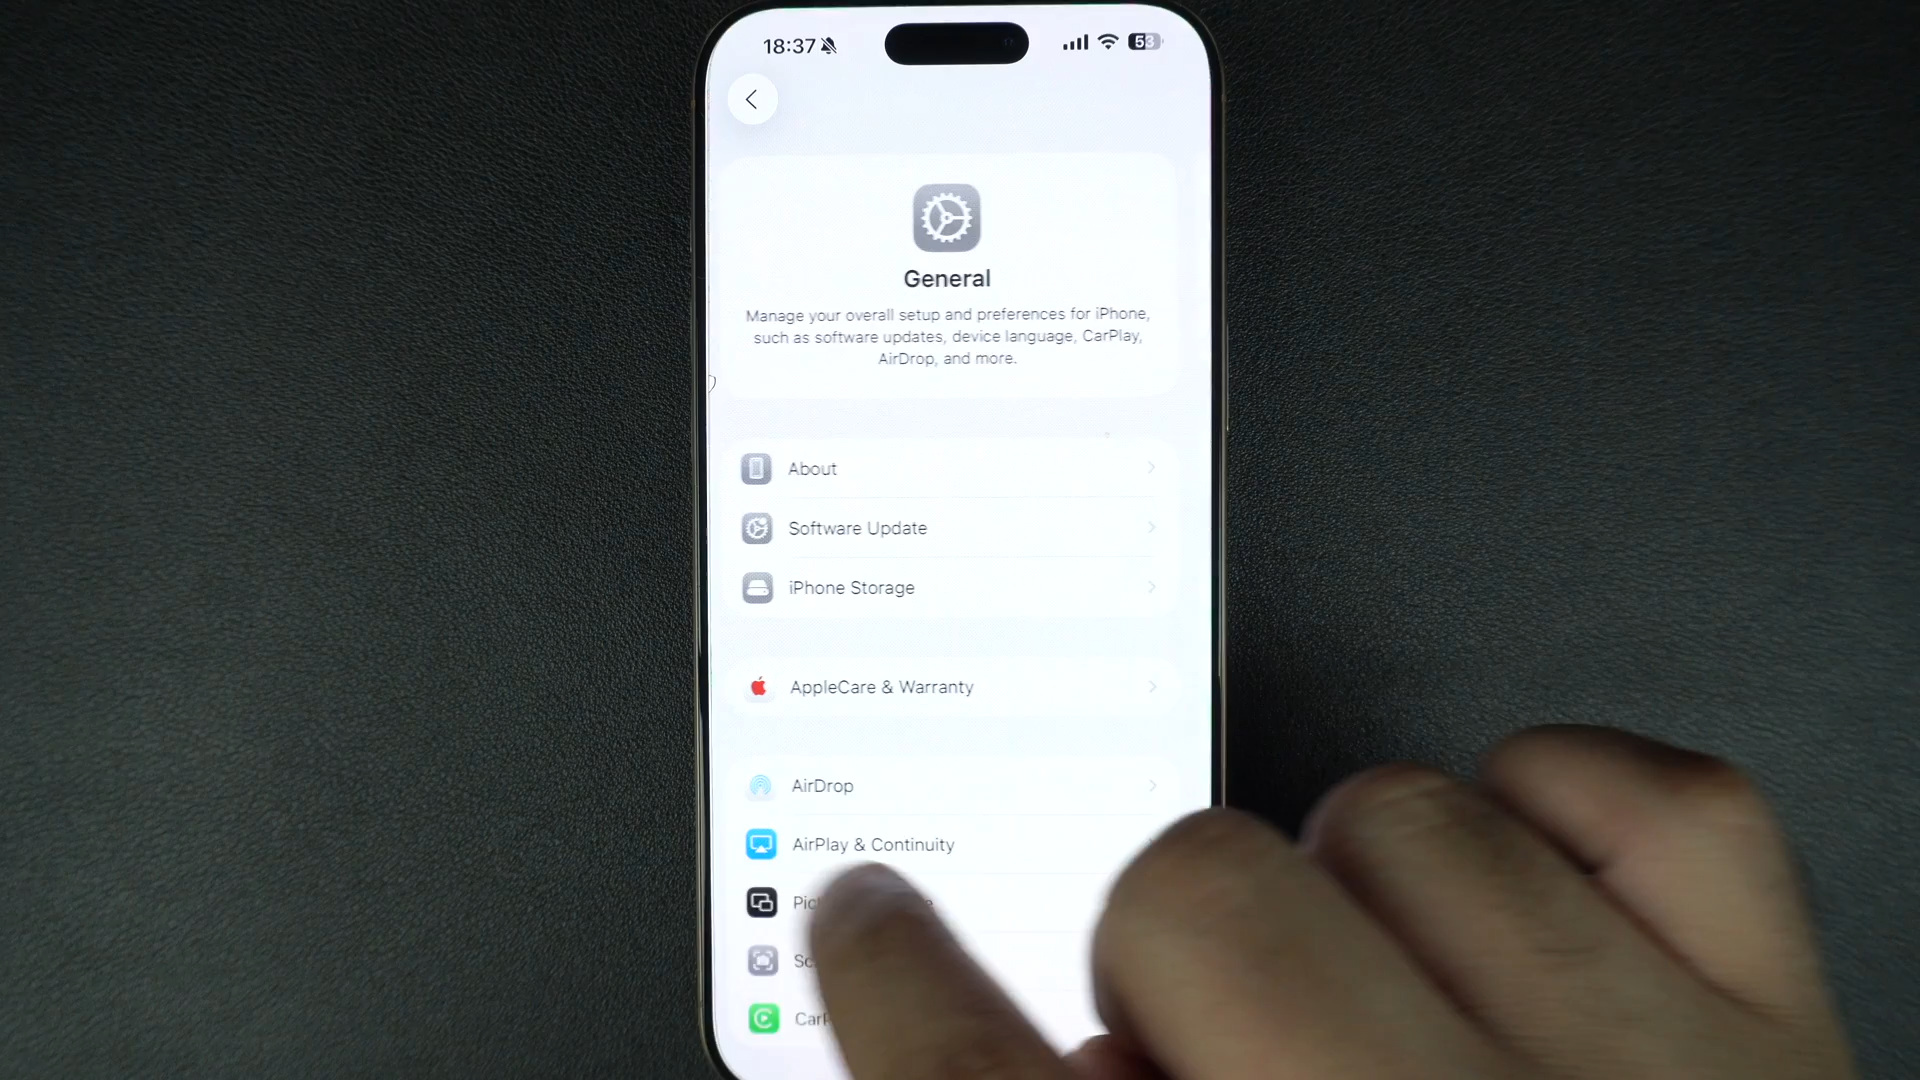 18:37
53
General
Manage your overall setup and preferences for iPhone,
such as software updates, device language, CarPlay,
AirDrop, and more.
About
Software Update
iPhone Storage
AppleCare & Warranty
AirDrop
AirPlay & Continuity